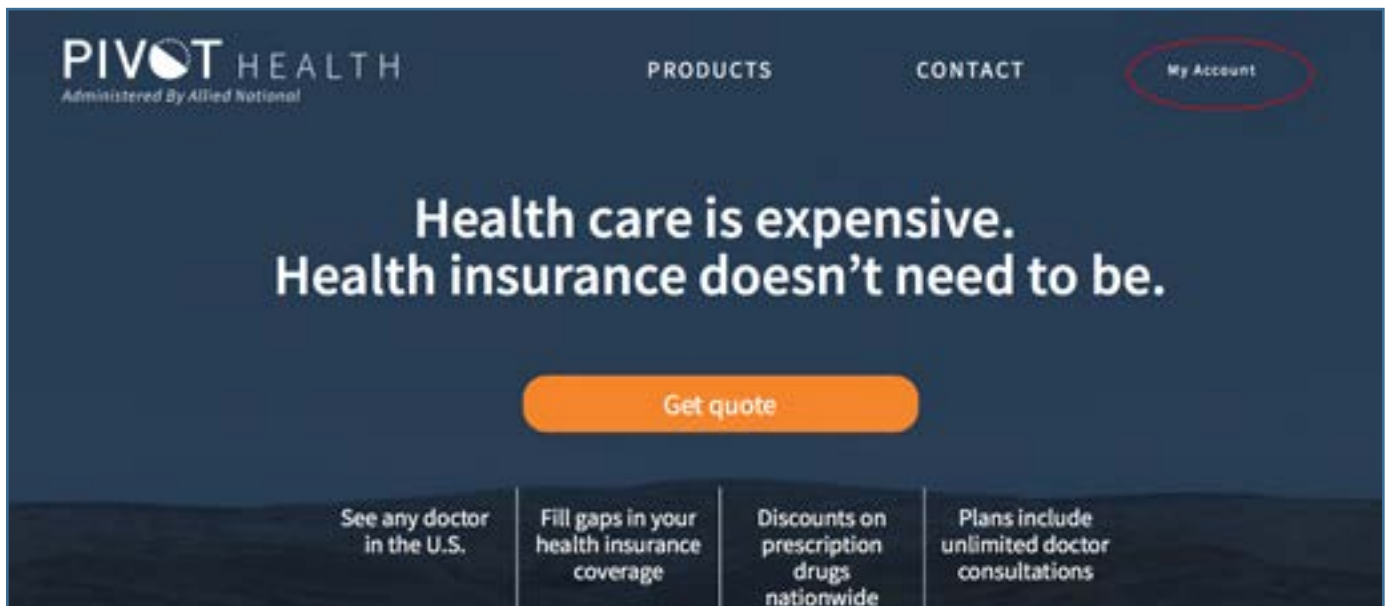 PIVOT HEALTH
Administered By Allied National
PRODUCTS
CONTACT
My Account
Health care is expensive.
Health insurance doesn’t need to be.
Get quote
See any doctor
in the U.S.
Fill gaps in your
health insurance
coverage
Discounts on
prescription
drugs
nationwide
Plans include
unlimited doctor
consultations